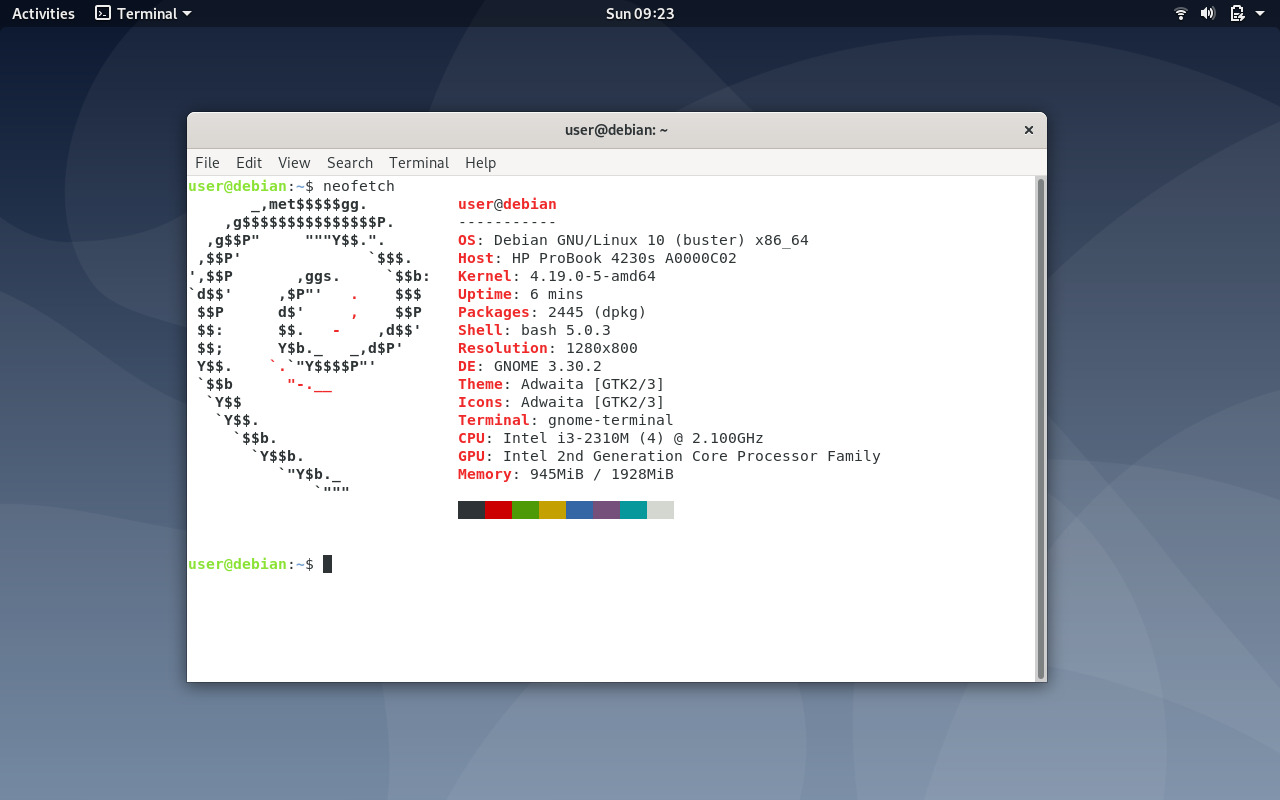 Activities Terminal Sun 09:23
user@debian: ~ ×
File Edit View Search Terminal Help
user@debian:~$ neofetch
       _,met$$$$$gg.          user@debian
    ,g$$$$$$$$$$$$$$$P.       -----------
  ,g$$P"     """Y$$.".        OS: Debian GNU/Linux 10 (buster) x86_64
 ,$$P'              `$$$.     Host: HP ProBook 4230s A0000C02
',$$P       ,ggs.     `$$b:   Kernel: 4.19.0-5-amd64
`d$$'     ,$P"'   .    $$$    Uptime: 6 mins
 $$P      d$'     ,    $$P    Packages: 2445 (dpkg)
 $$:      $$.   -    ,d$$'    Shell: bash 5.0.3
 $$;      Y$b._   _,d$P'      Resolution: 1280x800
 Y$$.    `.`"Y$$$$P"'         DE: GNOME 3.30.2
 `$$b      "-.__              Theme: Adwaita [GTK2/3]
  `Y$$                        Icons: Adwaita [GTK2/3]
   `Y$$.                      Terminal: gnome-terminal
     `$$b.                    CPU: Intel i3-2310M (4) @ 2.100GHz
       `Y$$b.                 GPU: Intel 2nd Generation Core Processor Family
          `"Y$b._             Memory: 945MiB / 1928MiB
              `"""
user@debian:~$